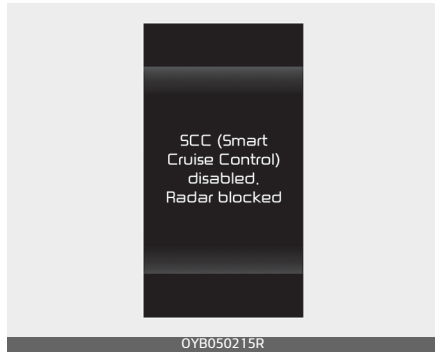 SCC (Smart
Cruise Control)
disabled,
Radar blocked
OYB050215R